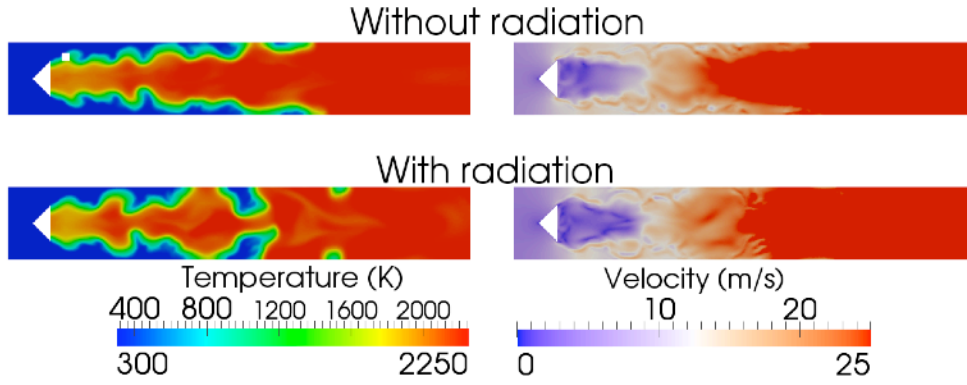 Without radiation
With radiation
Temperature (K)
400 800 1200 1600 2000
300 2250
Velocity (m/s)
10 20
0 25